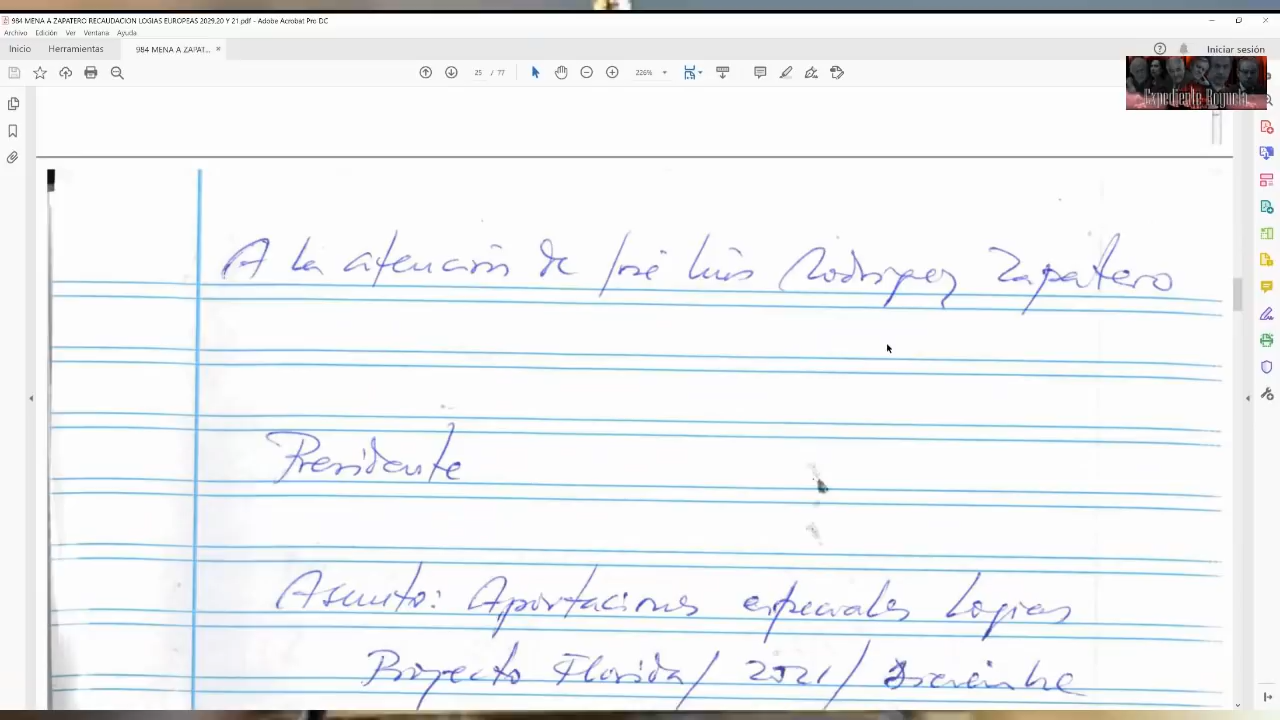 984 MENA A ZAPATERO RECAUDACION LOGIAS EUROPEAS 2029.20 Y 21.pdf - Adobe Acrobat Pro DC
Archivo Edición Ver Ventana Ayuda
Inicio Herramientas 984 MENA A ZAPAT... × Iniciar sesión
25 / 77 226%
Expediente Royuela
A la atención de José Luis Rodriguez Zapatero
Presidente
Asunto: Aportaciones especiales Logias
Proyecto Florida / 2021 / Diciembre